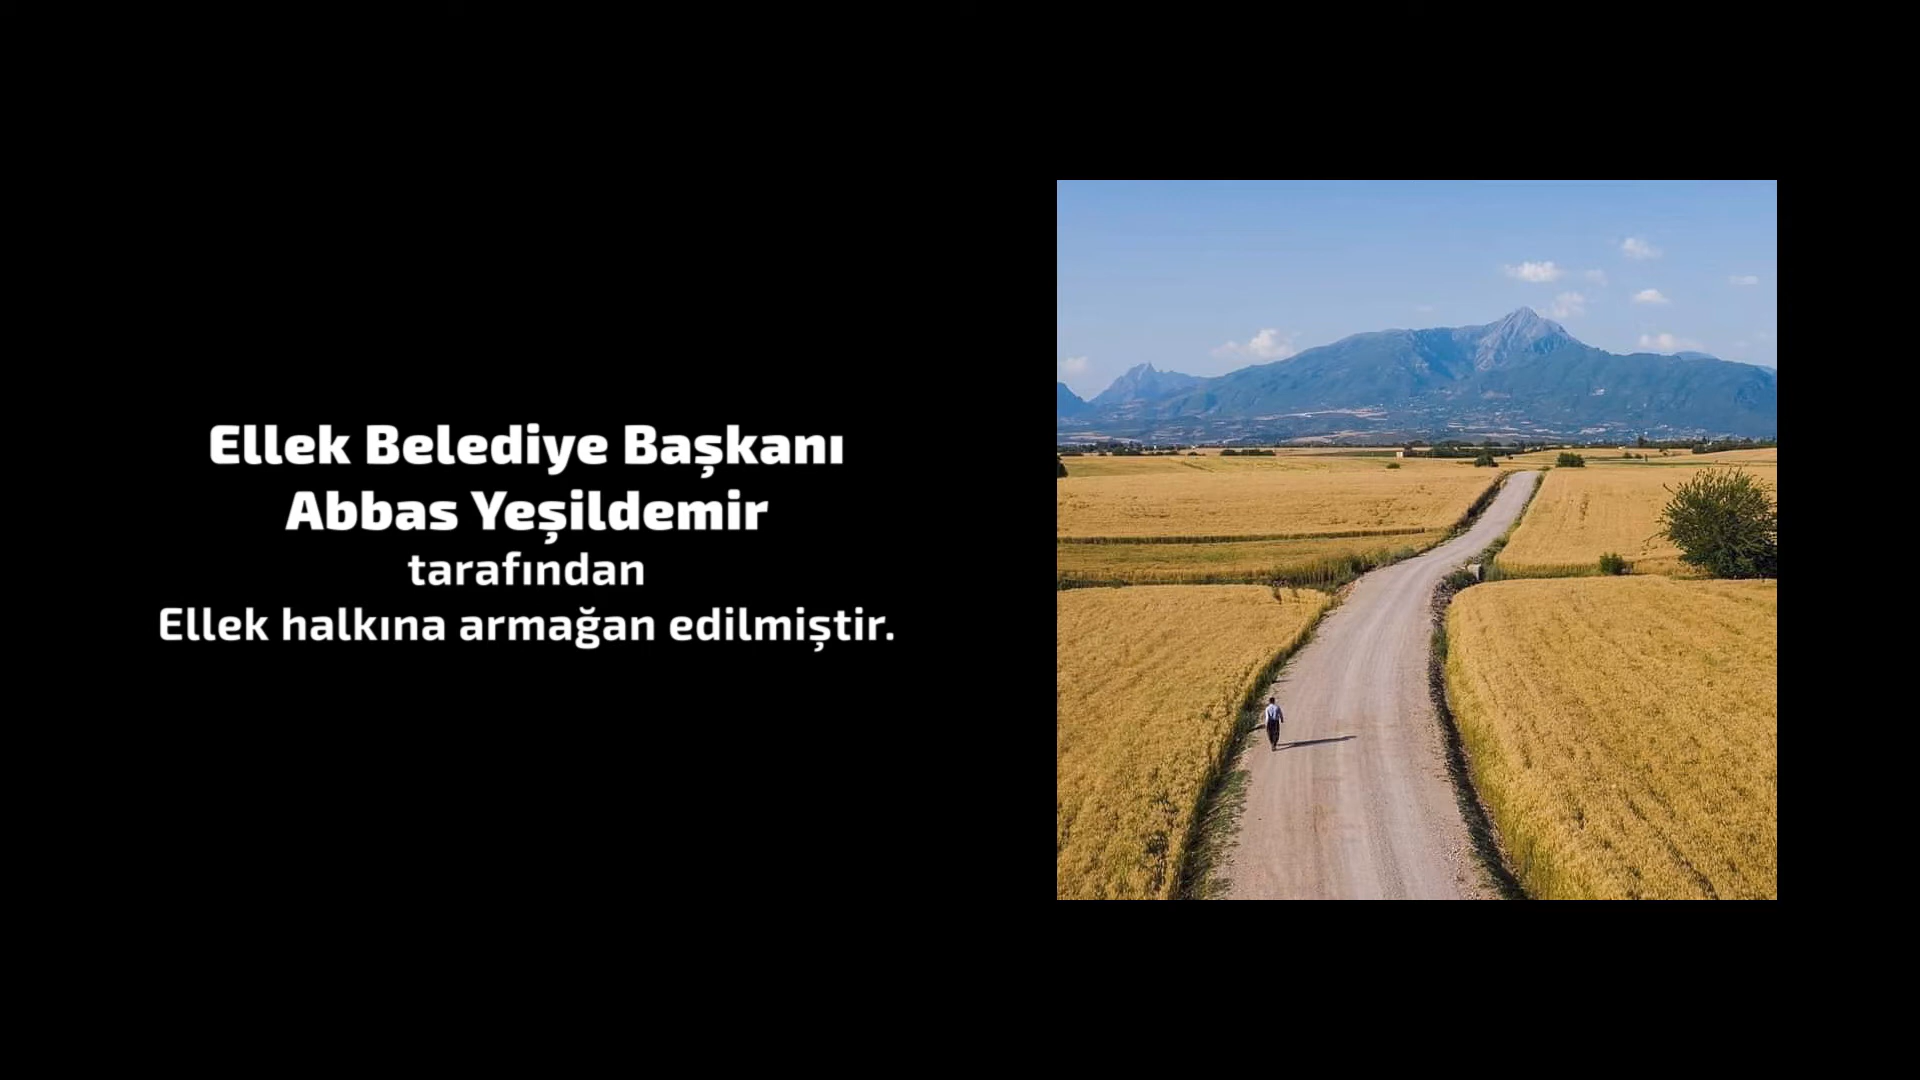 Ellek Belediye Başkanı
Abbas Yeşildemir
tarafından
Ellek halkına armağan edilmiştir.